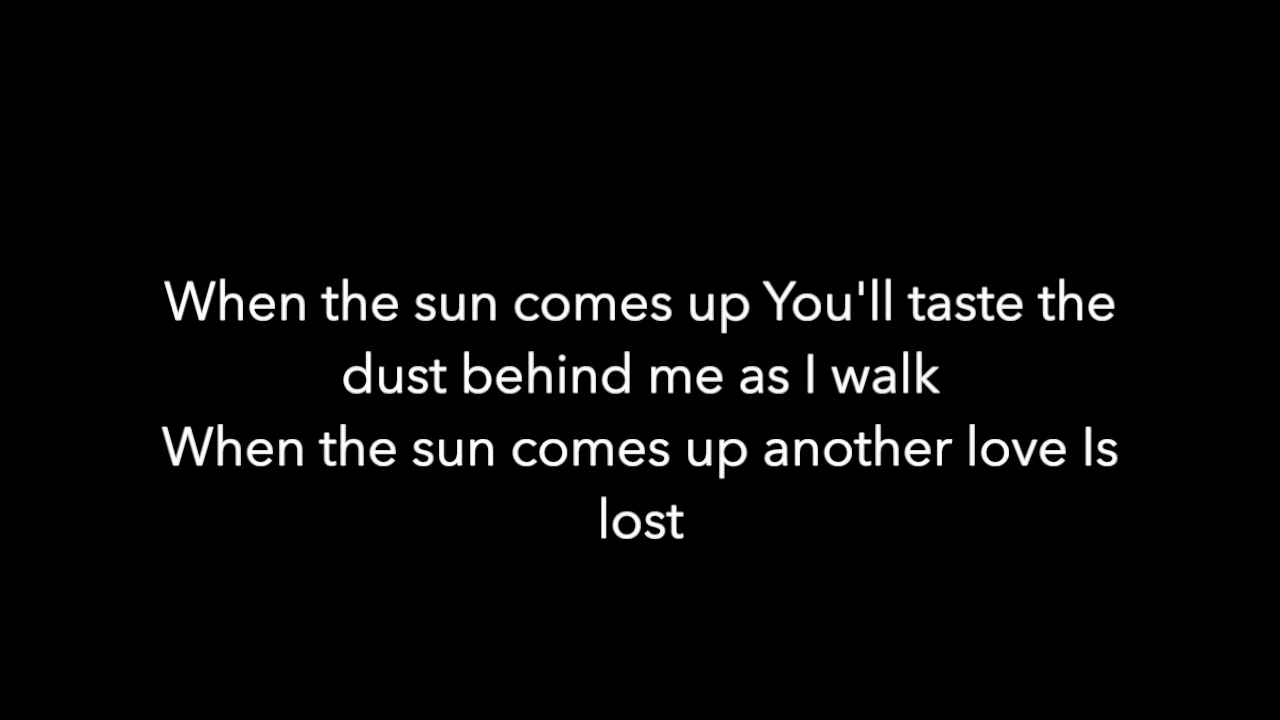 When the sun comes up You'll taste the
dust behind me as I walk
When the sun comes up another love Is
lost